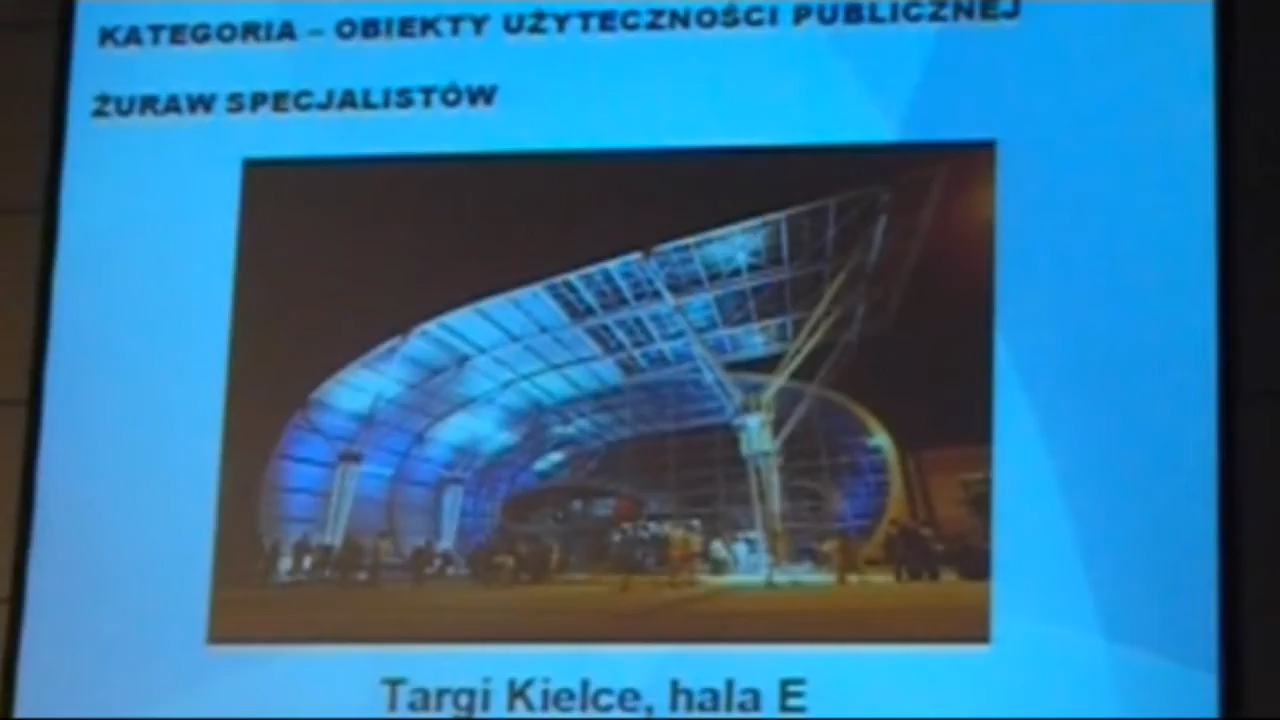 KATEGORIA – OBIEKTY UŻYTECZNOŚCI PUBLICZNEJ
ŻURAW SPECJALISTÓW
Targi Kielce, hala E